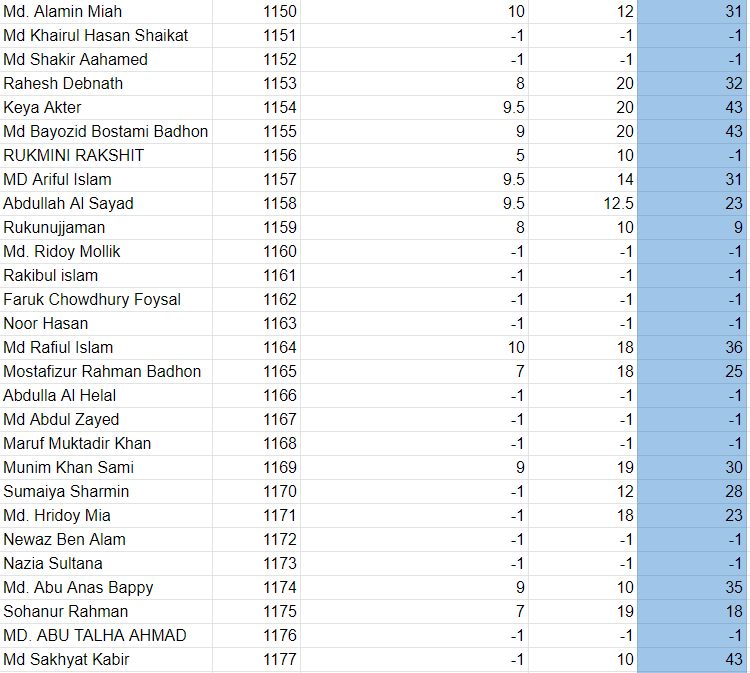 Md. Alamin Miah 1150 10 12 31
Md Khairul Hasan Shaikat 1151 -1 -1 -1
Md Shakir Aahamed 1152 -1 -1 -1
Rahesh Debnath 1153 8 20 32
Keya Akter 1154 9.5 20 43
Md Bayozid Bostami Badhon 1155 9 20 43
RUKMINI RAKSHIT 1156 5 10 -1
MD Ariful Islam 1157 9.5 14 31
Abdullah Al Sayad 1158 9.5 12.5 23
Rukunujjaman 1159 8 10 9
Md. Ridoy Mollik 1160 -1 -1 -1
Rakibul islam 1161 -1 -1 -1
Faruk Chowdhury Foysal 1162 -1 -1 -1
Noor Hasan 1163 -1 -1 -1
Md Rafiul Islam 1164 10 18 36
Mostafizur Rahman Badhon 1165 7 18 25
Abdulla Al Helal 1166 -1 -1 -1
Md Abdul Zayed 1167 -1 -1 -1
Maruf Muktadir Khan 1168 -1 -1 -1
Munim Khan Sami 1169 9 19 30
Sumaiya Sharmin 1170 -1 12 28
Md. Hridoy Mia 1171 -1 18 23
Newaz Ben Alam 1172 -1 -1 -1
Nazia Sultana 1173 -1 -1 -1
Md. Abu Anas Bappy 1174 9 10 35
Sohanur Rahman 1175 7 19 18
MD. ABU TALHA AHMAD 1176 -1 -1 -1
Md Sakhyat Kabir 1177 -1 10 43